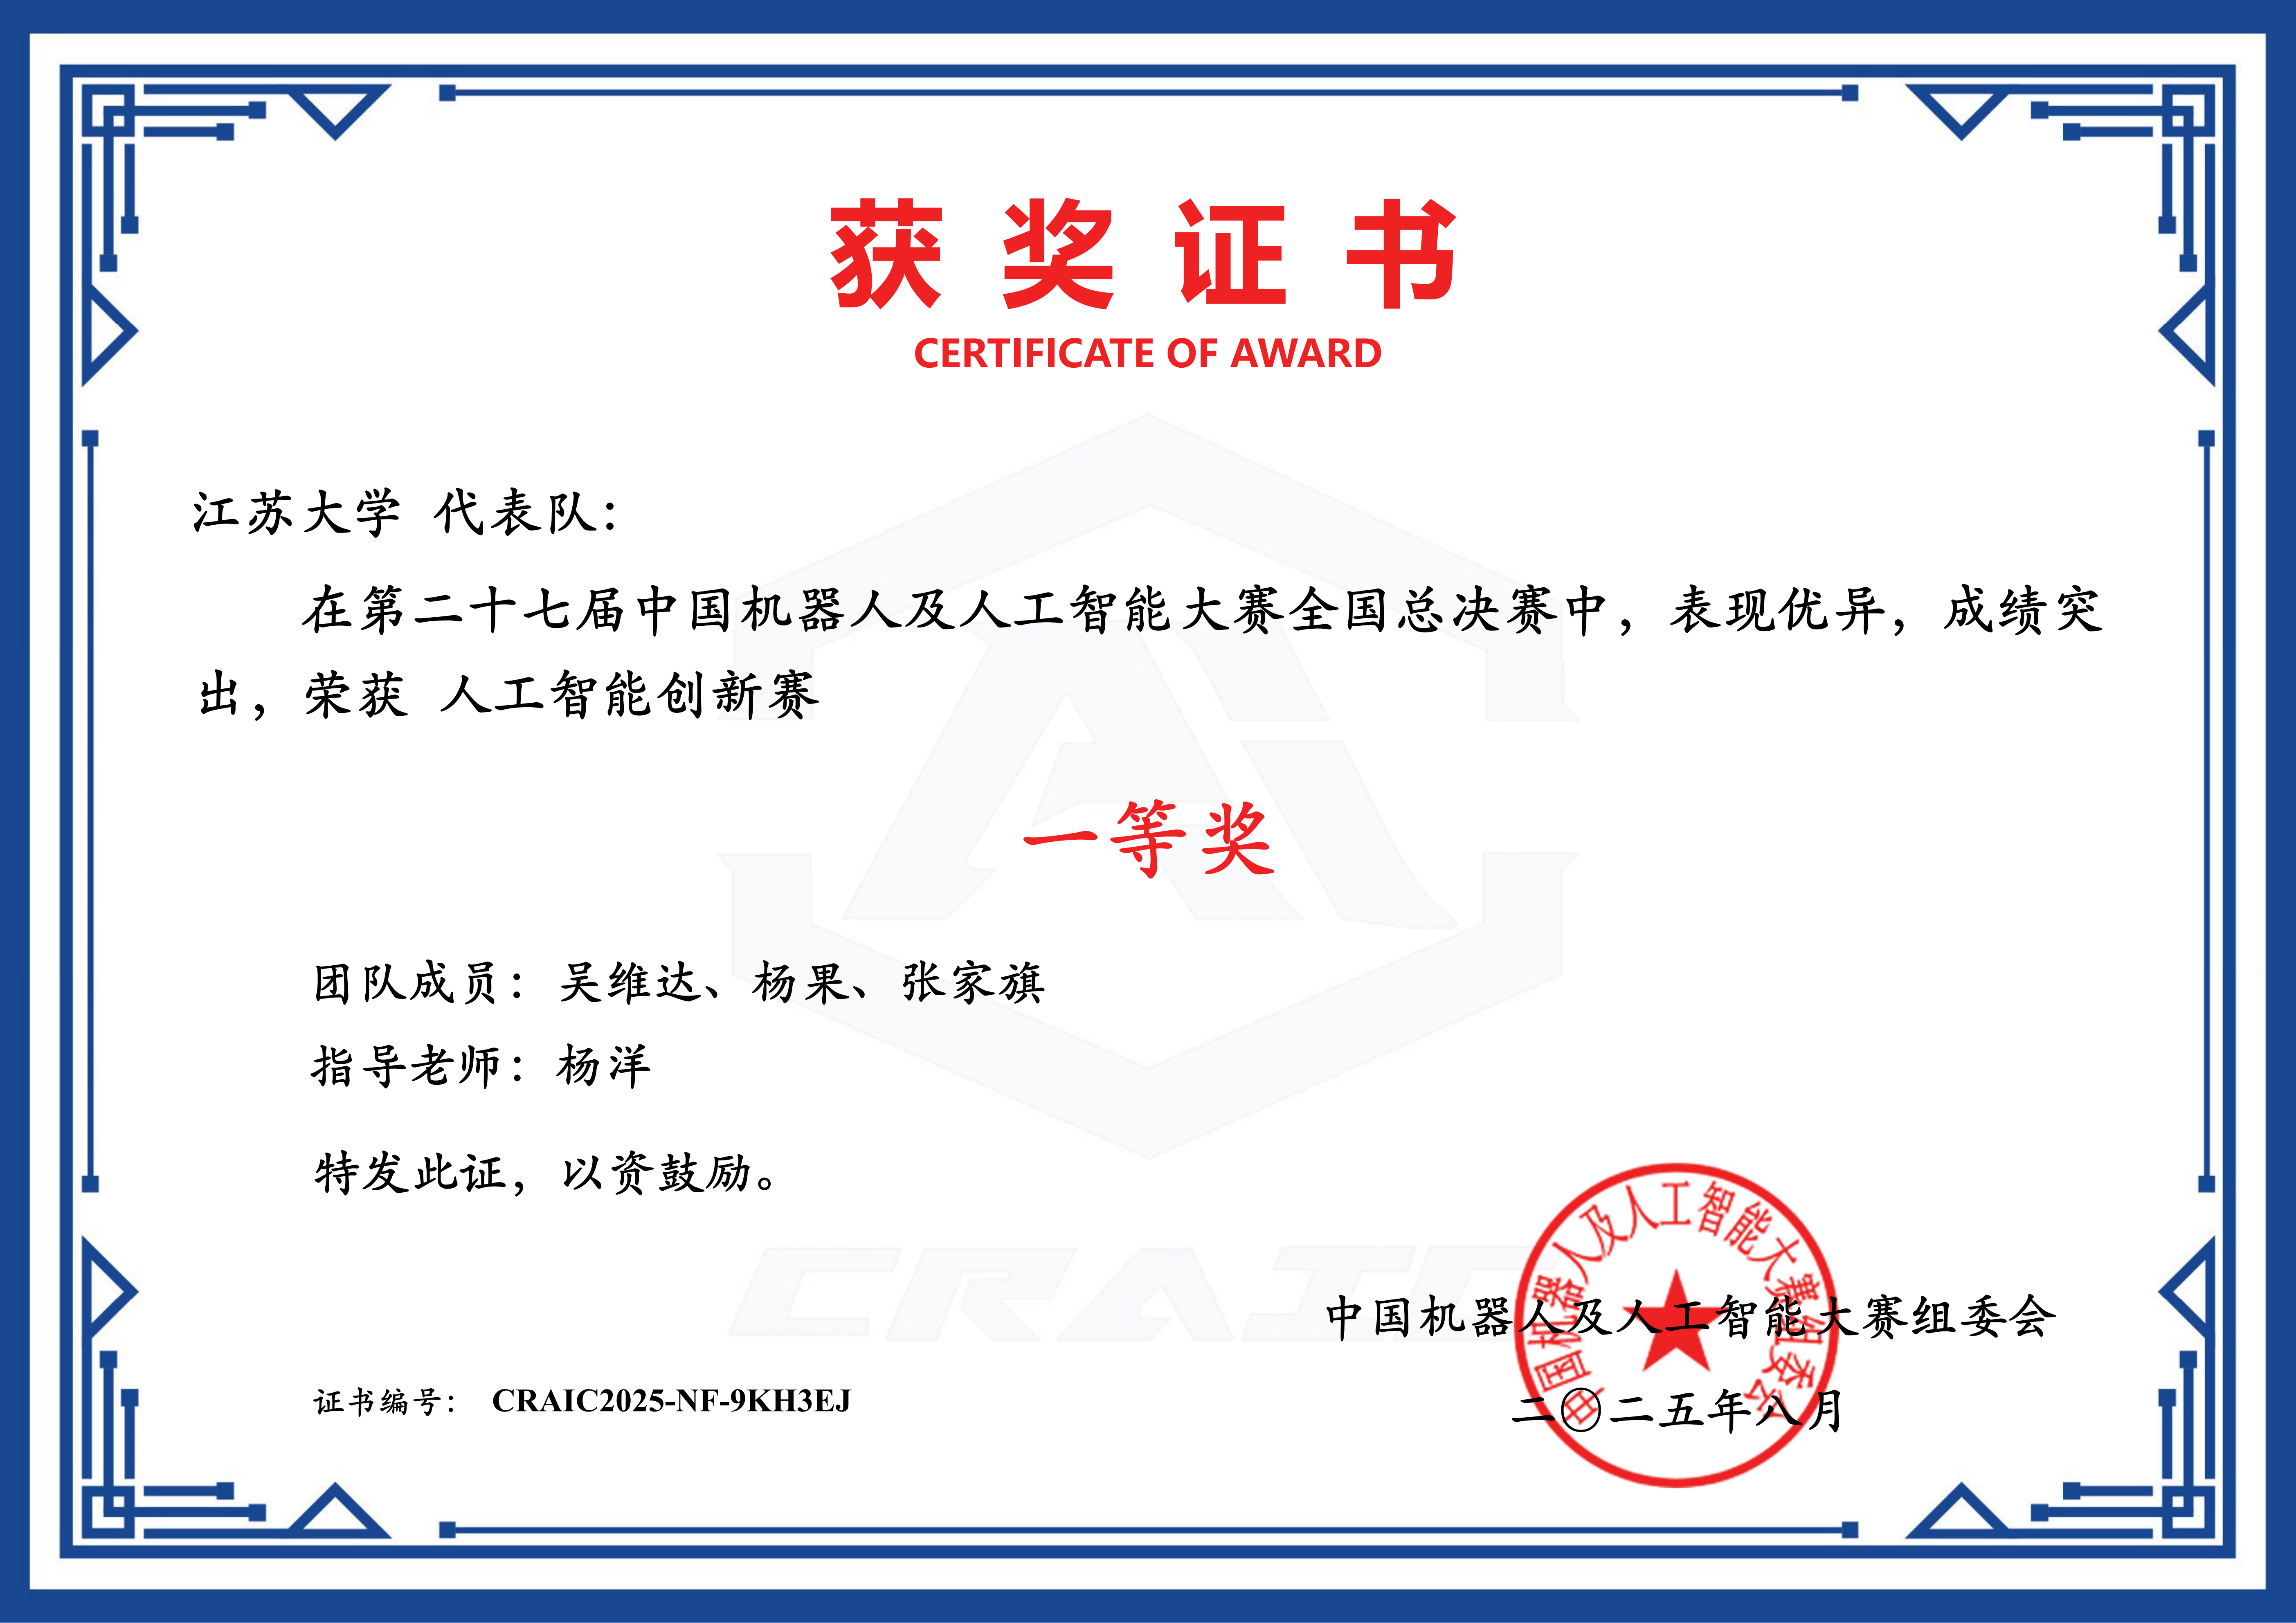 获奖证书
CERTIFICATE OF AWARD
江苏大学 代表队：
在第二十七届中国机器人及人工智能大赛全国总决赛中，表现优异，成绩突
出，荣获 人工智能创新赛
一等奖
团队成员：吴维达、杨果、张家旗
指导老师：杨洋
特发此证，以资鼓励。
CRAIC
中国机器人及人工智能大赛组委会
中国机器人及人工智能大赛组委会
二〇二五年八月
证书编号： CRAIC2025-NF-9KH3EJ